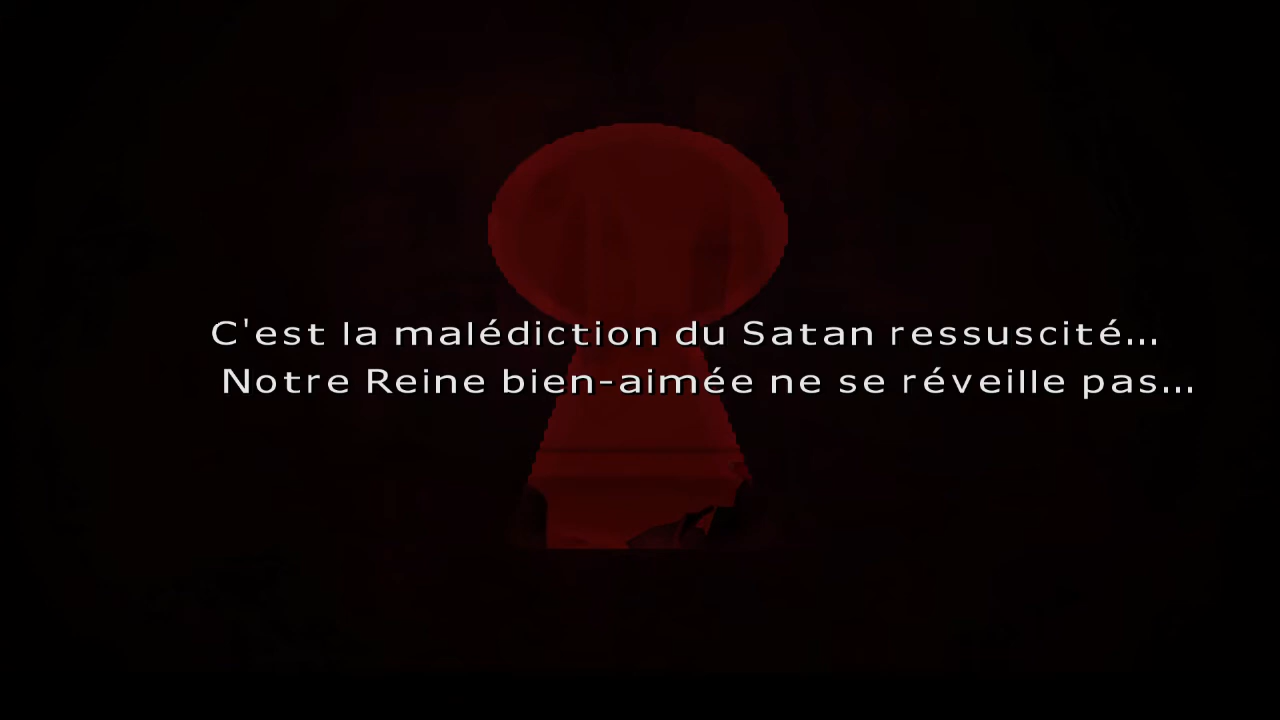 C'est la malédiction du Satan ressuscité...
Notre Reine bien-aimée ne se réveille pas...